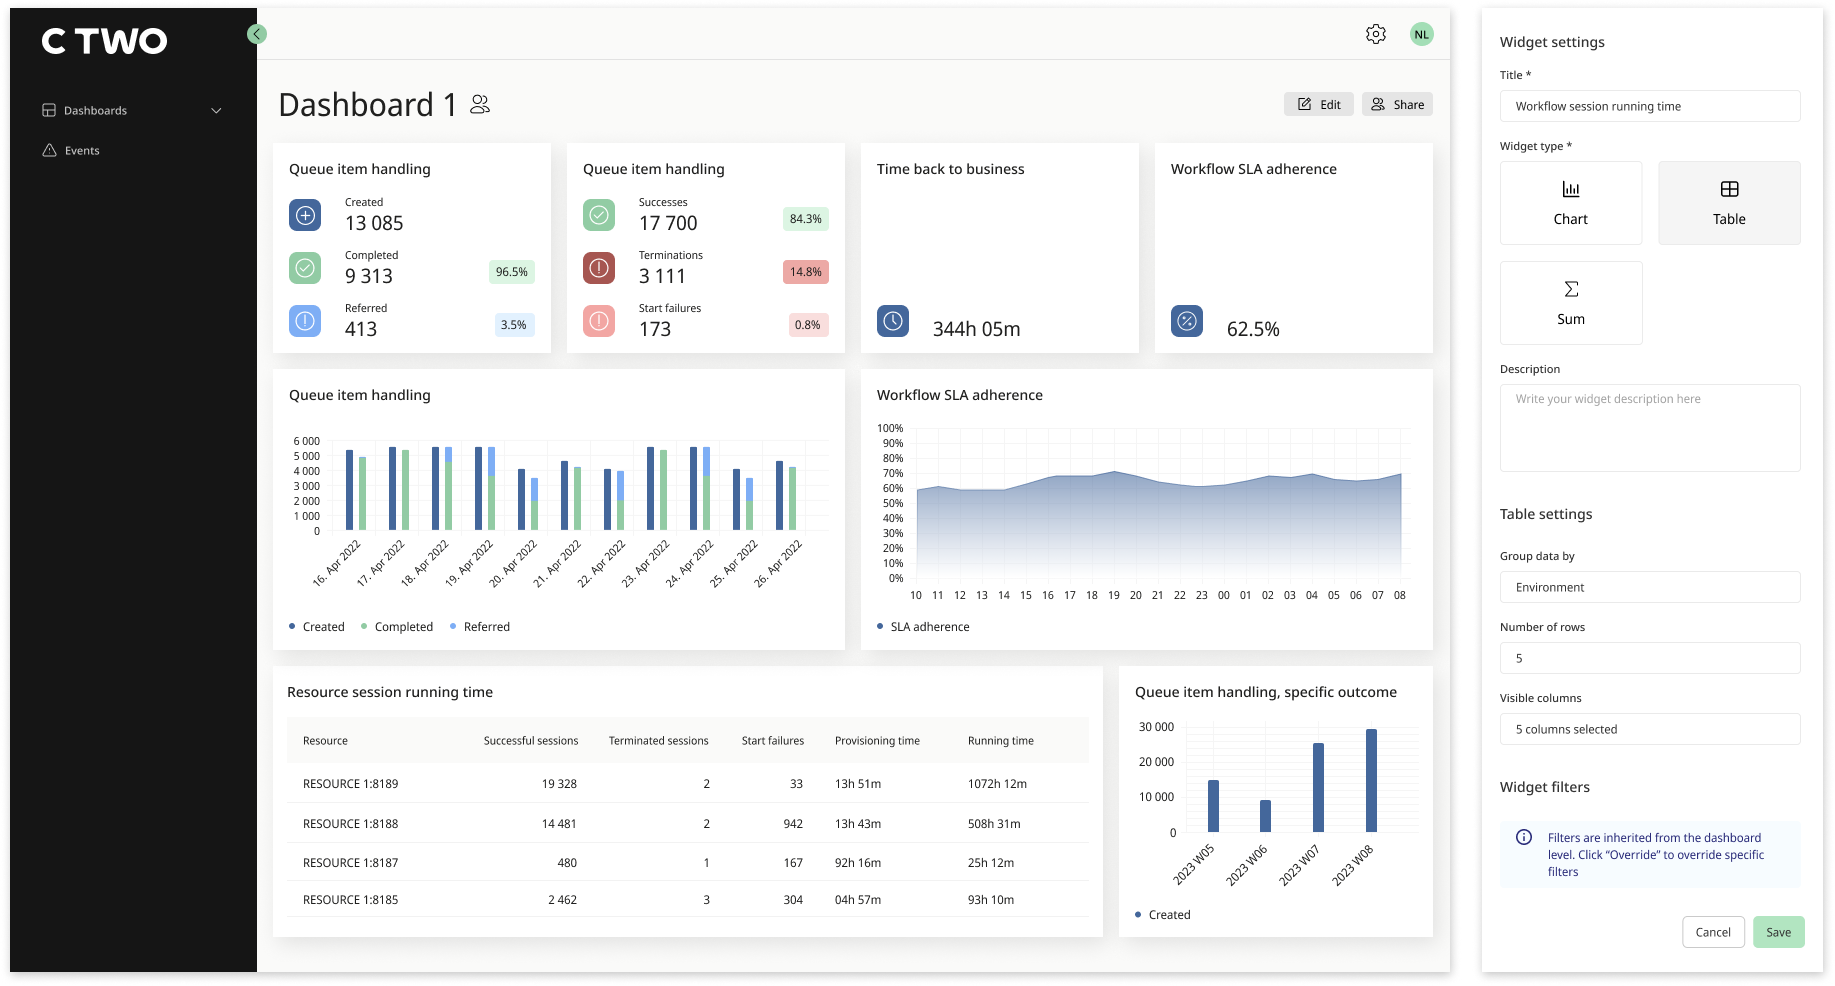 C TWO
Dashboards
Events
NL
Dashboard 1
Edit
Share
Queue item handling
Created
13 085
Completed
9 313
96.5%
Referred
413
3.5%
Queue item handling
Successes
17 700
84.3%
Terminations
3 111
14.8%
Start failures
173
0.8%
Time back to business
344h 05m
Workflow SLA adherence
62.5%
Queue item handling
6 000
5 000
4 000
3 000
2 000
1 000
0
16. Apr 2022 17. Apr 2022 18. Apr 2022 19. Apr 2022 20. Apr 2022 21. Apr 2022 22. Apr 2022 23. Apr 2022 24. Apr 2022 25. Apr 2022 26. Apr 2022
Created Completed Referred
Workflow SLA adherence
100%
90%
80%
70%
60%
50%
40%
30%
20%
10%
0%
10 11 12 13 14 15 16 17 18 19 20 21 22 23 00 01 02 03 04 05 06 07 08
SLA adherence
Resource session running time
Resource Successful sessions Terminated sessions Start failures Provisioning time Running time
RESOURCE 1:8189 19 328 2 33 13h 51m 1072h 12m
RESOURCE 1:8188 14 481 2 942 13h 43m 508h 31m
RESOURCE 1:8187 480 1 167 92h 16m 25h 12m
RESOURCE 1:8185 2 462 3 304 04h 57m 93h 10m
Queue item handling, specific outcome
30 000
20 000
10 000
0
2023 W05 2023 W06 2023 W07 2023 W08
Created
Widget settings
Title *
Workflow session running time
Widget type *
Chart
Table
Sum
Description
Write your widget description here
Table settings
Group data by
Environment
Number of rows
5
Visible columns
5 columns selected
Widget filters
Filters are inherited from the dashboard
level. Click “Override” to override specific
filters
Cancel
Save